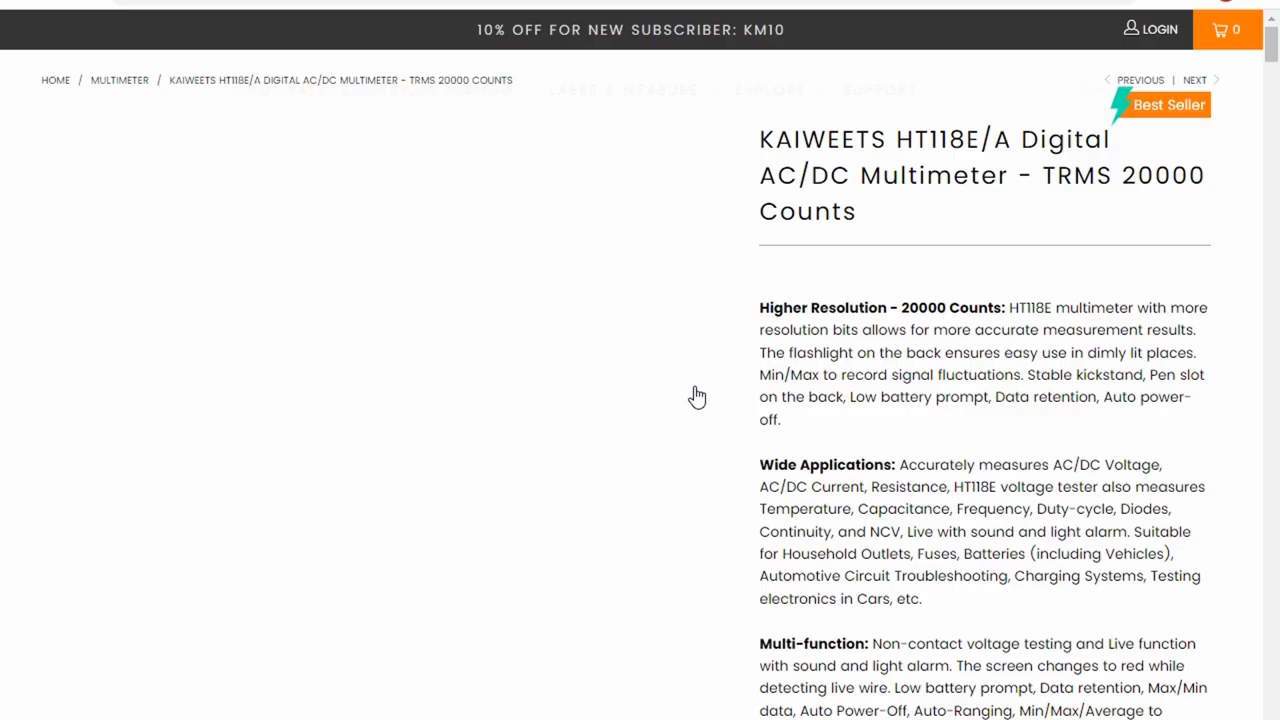 10% OFF FOR NEW SUBSCRIBER: KM10
LOGIN
0
HOME / MULTIMETER / KAIWEETS HT118E/A DIGITAL AC/DC MULTIMETER - TRMS 20000 COUNTS
PREVIOUS | NEXT
LASER & MEASURE EXPLORE SUPPORT
Best Seller
KAIWEETS HT118E/A Digital
AC/DC Multimeter - TRMS 20000
Counts
Higher Resolution - 20000 Counts: HT118E multimeter with more
resolution bits allows for more accurate measurement results.
The flashlight on the back ensures easy use in dimly lit places.
Min/Max to record signal fluctuations. Stable kickstand, Pen slot
on the back, Low battery prompt, Data retention, Auto power-
off.
Wide Applications: Accurately measures AC/DC Voltage,
AC/DC Current, Resistance, HT118E voltage tester also measures
Temperature, Capacitance, Frequency, Duty-cycle, Diodes,
Continuity, and NCV, Live with sound and light alarm. Suitable
for Household Outlets, Fuses, Batteries (including Vehicles),
Automotive Circuit Troubleshooting, Charging Systems, Testing
electronics in Cars, etc.
Multi-function: Non-contact voltage testing and Live function
with sound and light alarm. The screen changes to red while
detecting live wire. Low battery prompt, Data retention, Max/Min
data, Auto Power-Off, Auto-Ranging, Min/Max/Average to